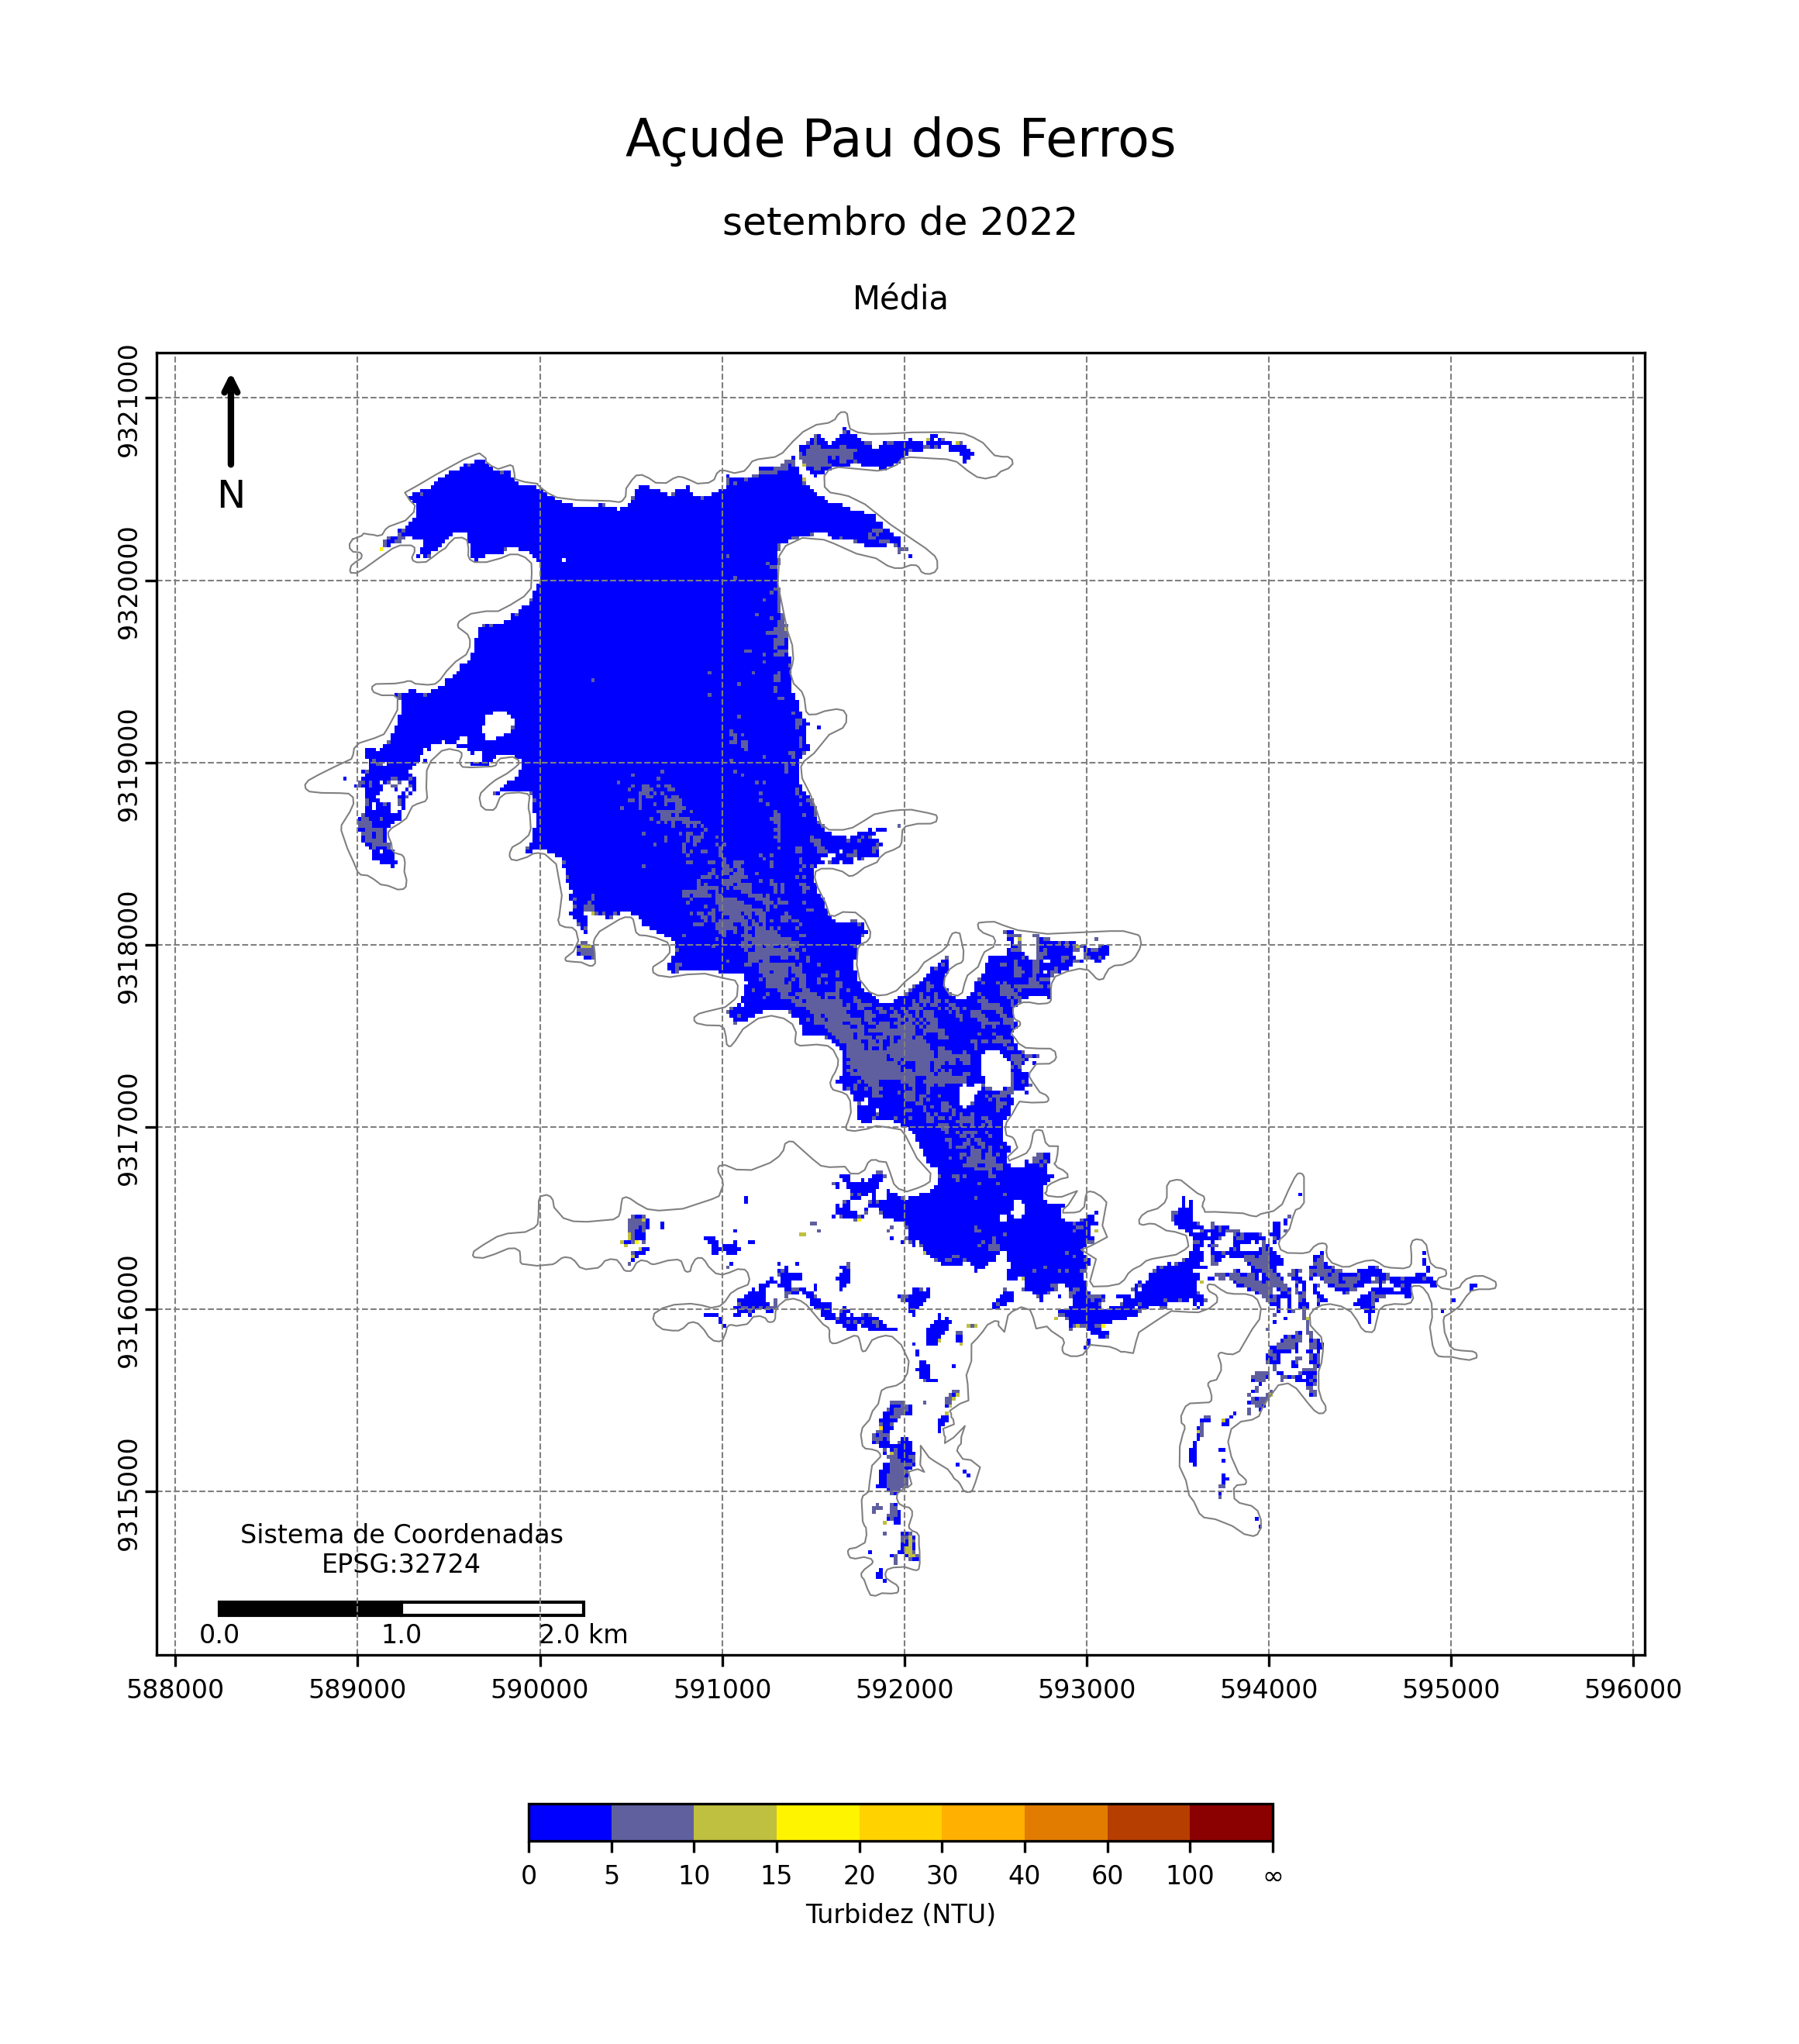 Açude Pau dos Ferros
setembro de 2022
Média
N
9321000
9320000
9319000
9318000
9317000
9316000
9315000
Sistema de Coordenadas
EPSG:32724
0.0 1.0 2.0 km
588000 589000 590000 591000 592000 593000 594000 595000 596000
0 5 10 15 20 30 40 60 100 ∞
Turbidez (NTU)